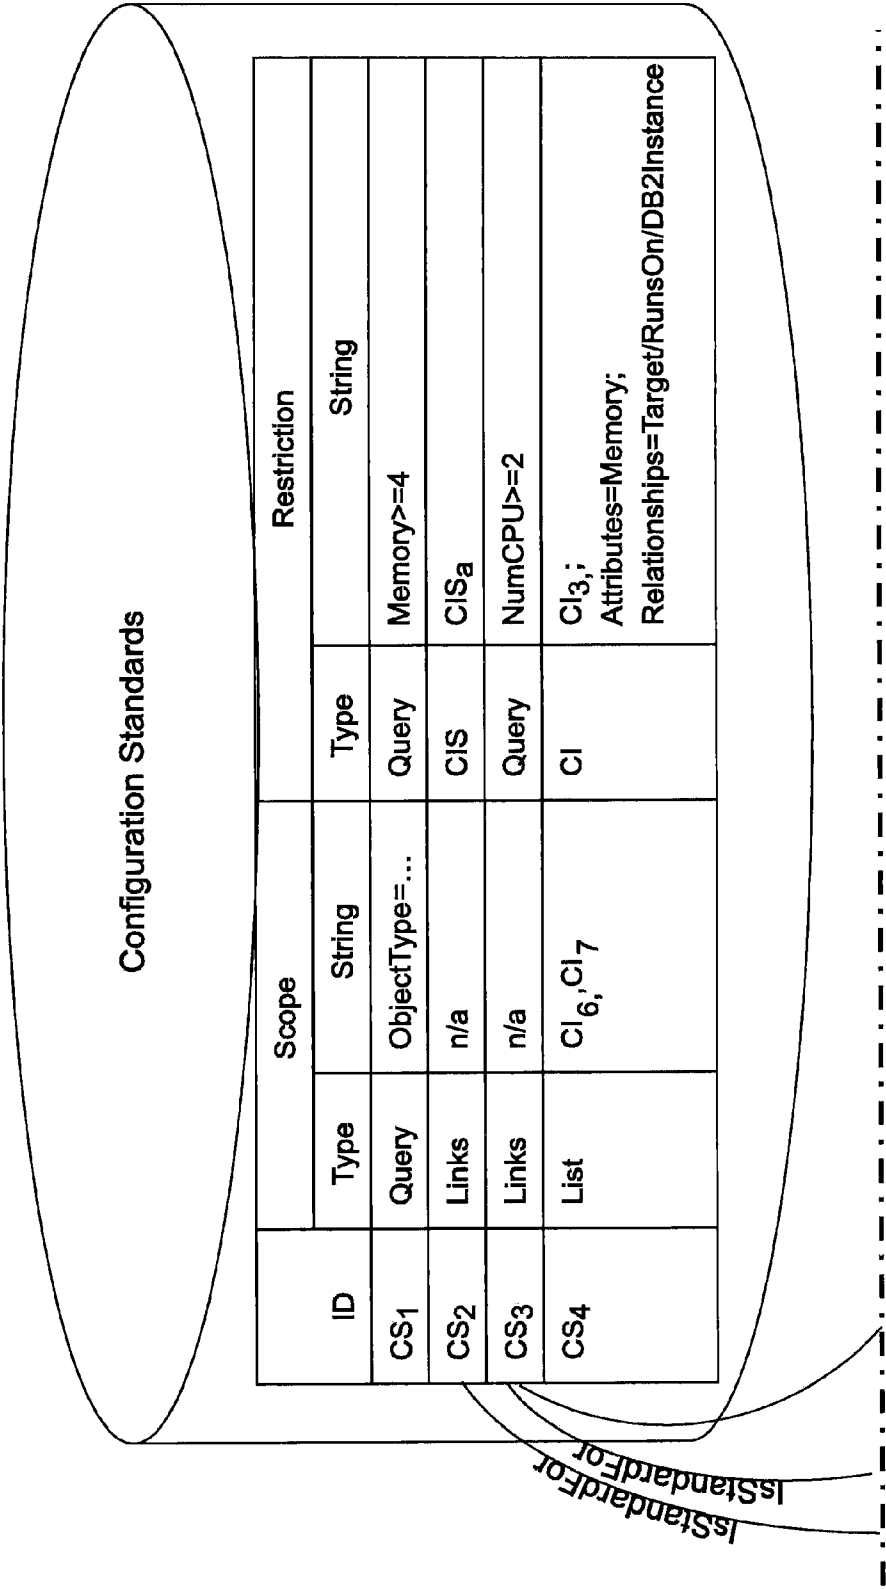 Configuration Standards
Scope Restriction
ID Type String Type String
CS1 Query ObjectType=... Query Memory>=4
CS2 Links n/a CIS CISa
CS3 Links n/a Query NumCPU>=2
CS4 List CI6,,CI7 CI CI3,;
Attributes=Memory;
Relationships=Target/RunsOn/DB2Instance
IsStandardFor
IsStandardFor